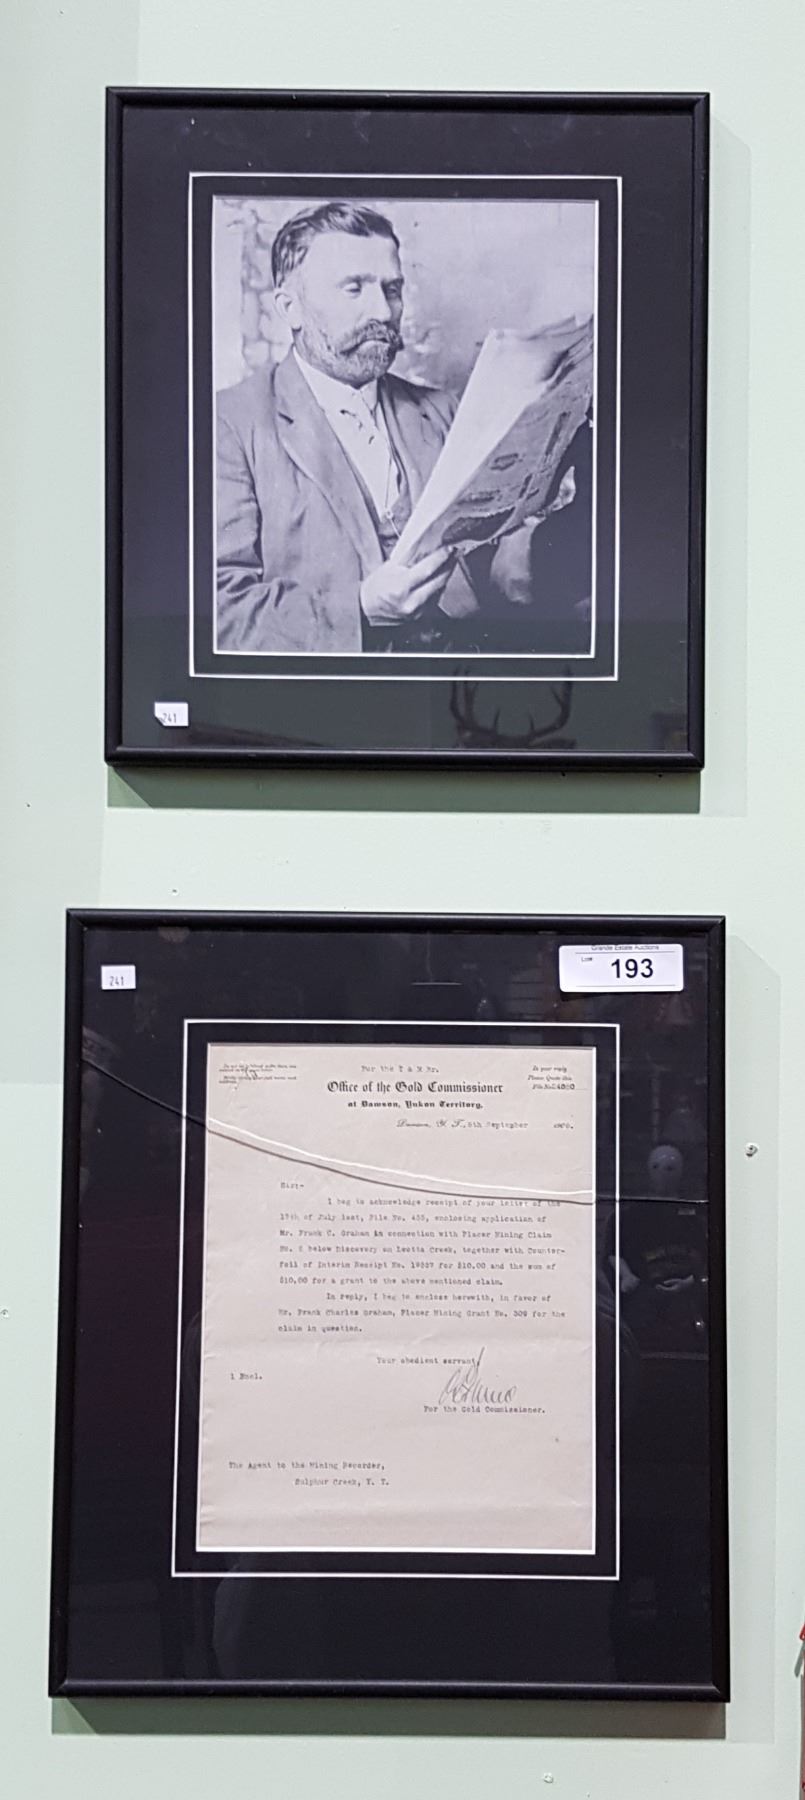 241
241
Grande Estate Auctions
Lot# 193
For the T & M Br.
Office of the Gold Commissioner
at Dawson, Yukon Territory.
In your reply
Please Quote this
File No.
Dawson, Y. T., 5th September 190
Sir:-
I beg to acknowledge receipt of your letter of the
19th of July last, File No. 455, enclosing application of
Mr. Frank C. Graham in connection with Placer Mining Claim
No. below Discovery on Leotta Creek, together with Counter-
foil of Interim Receipt No. 19337 for $10.00 and the sum of
$10.00 for a grant to the above mentioned claim.
In reply, I beg to enclose herewith, in favor of
Mr. Frank Charles Graham, Placer Mining Grant No. 309 for the
claim in question.
Your obedient servant
1 Encl.
For the Gold Commissioner.
The Agent to the Mining Recorder,
Sulphur Creek, Y. T.